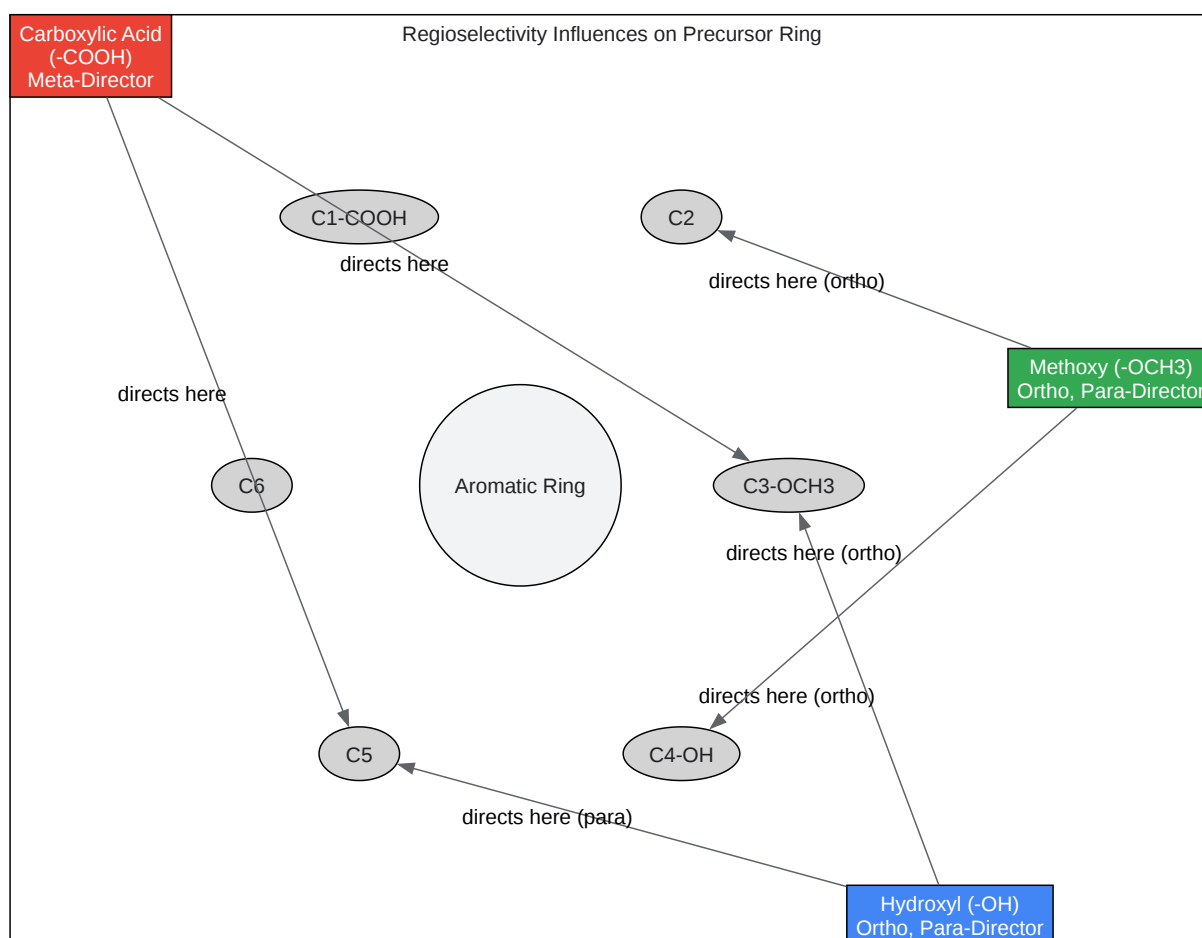 Carboxylic Acid
(-COOH)
Meta-Director
Regioselectivity Influences on Precursor Ring
C1-COOH
C2
directs here
directs here (ortho)
Methoxy (-OCH3)
Ortho, Para-Director
directs here
C6
Aromatic Ring
C3-OCH3
directs here (ortho)
directs here (ortho)
C5
C4-OH
directs here (para)
Hydroxyl (-OH)
Ortho, Para-Director